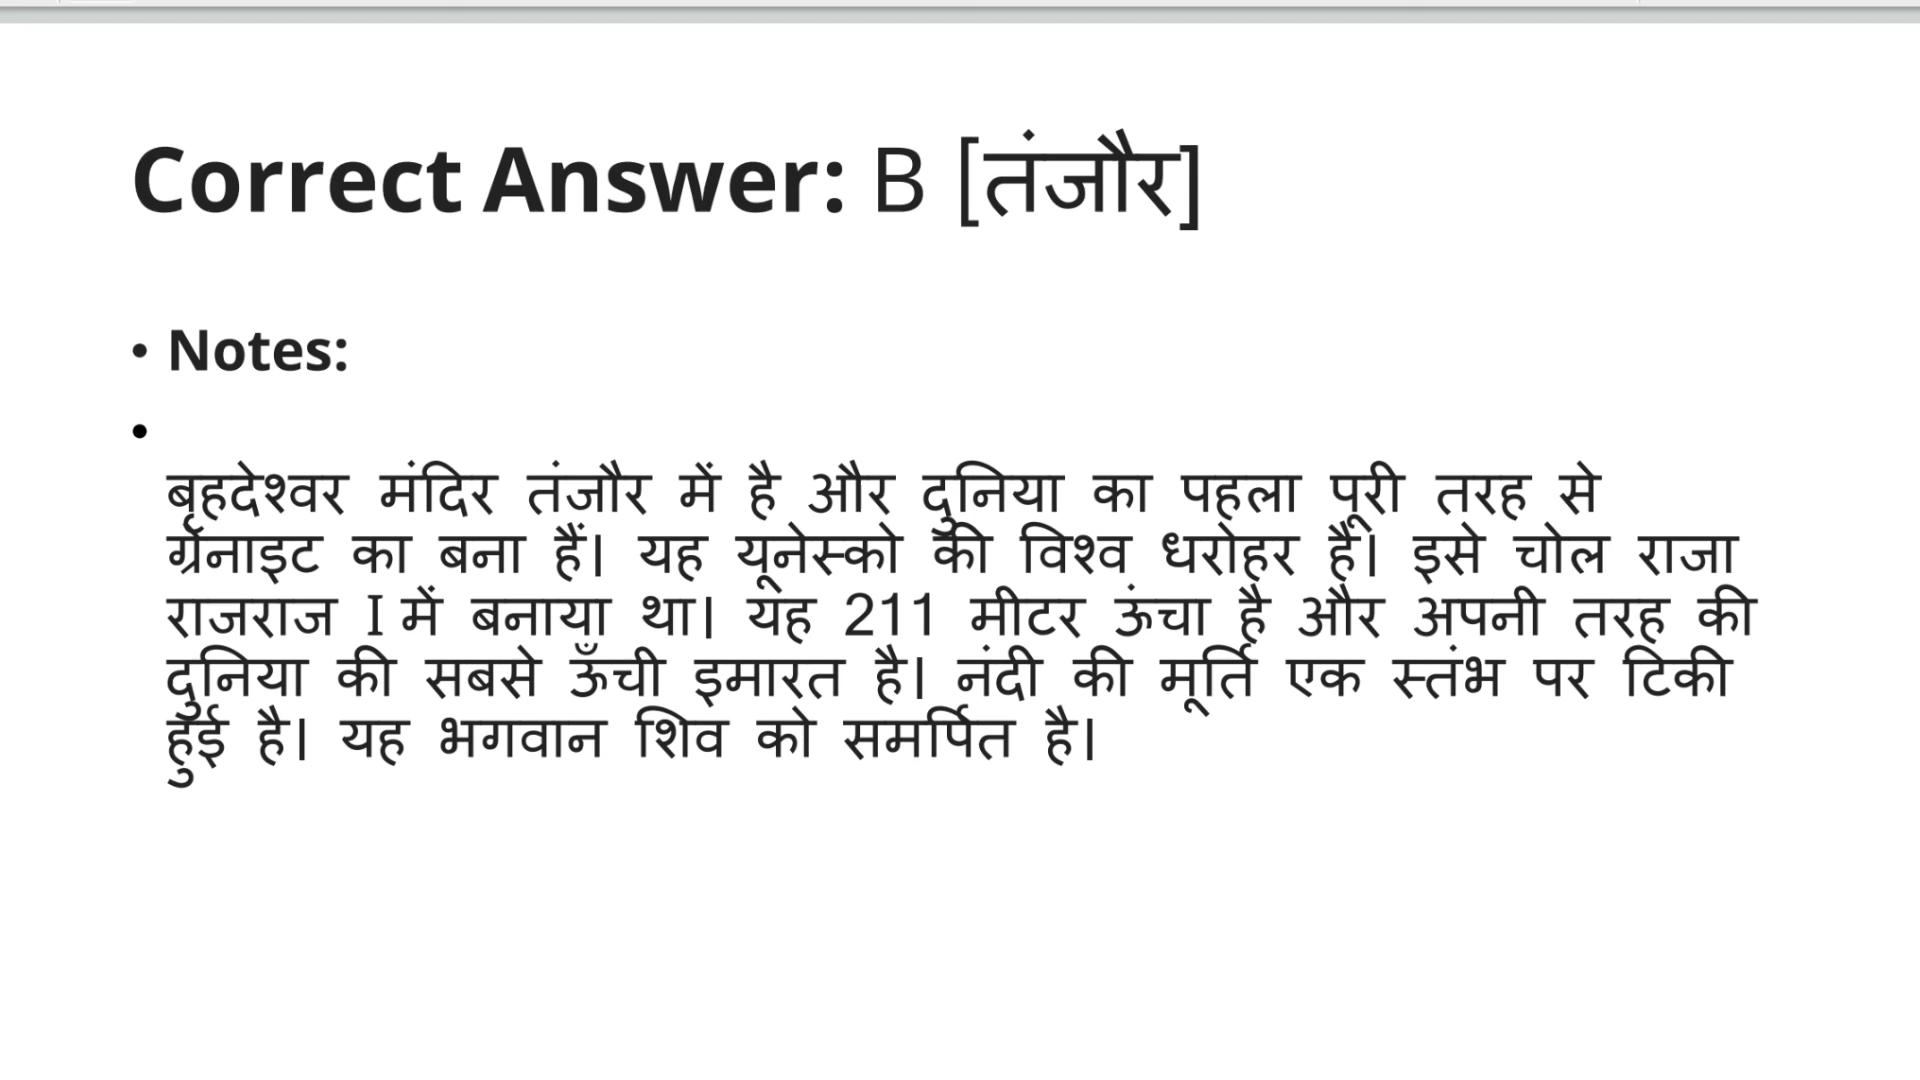 Correct Answer: B [तंजौर]
• Notes:
•
बृहदेश्वर मंदिर तंजौर में है और दुनिया का पहला पूरी तरह से
ग्रेनाइट का बना हैं। यह यूनेस्को की विश्व धरोहर हैं। इसे चोल राजा
राजराज I में बनाया था। यह 211 मीटर ऊंचा है और अपनी तरह की
दुनिया की सबसे ऊँची इमारत है। नंदी की मूर्ति एक स्तंभ पर टिकी
हुई है। यह भगवान शिव को समर्पित है।